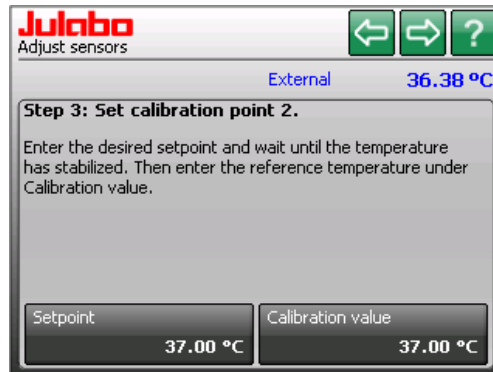 Julabo
Adjust sensors
?
External 36.38 °C
Step 3: Set calibration point 2.
Enter the desired setpoint and wait until the temperature
has stabilized. Then enter the reference temperature under
Calibration value.
Setpoint
37.00 °C
Calibration value
37.00 °C